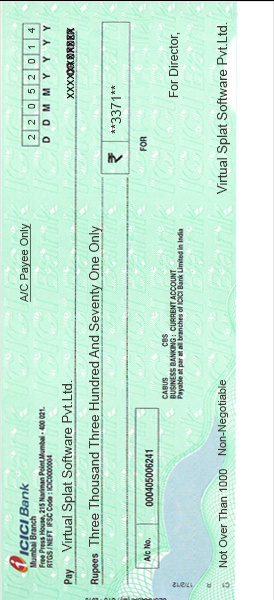 ICICI Bank
Mumbai Branch
Free Press House, 215 Nariman Point,Mumbai - 400 021.
RTGS / NEFT IFSC Code : ICIC0000004
A/C Payee Only
2 2 0 5 2 0 1 4
D D M M Y Y Y Y
Pay Virtual Splat Software Pvt.Ltd.
Rupees Three Thousand Three Hundred And Seventy One Only
₹ **3371**
A/c No. 000405006241
FOR
CABUS CBS
BUSINESS BANKING : CURRENT ACCOUNT
Payable at par at all branches of ICICI Bank Limited in India
For Director,
Not Over Than 1000 Non-Negotiable
Virtual Splat Software Pvt.Ltd.